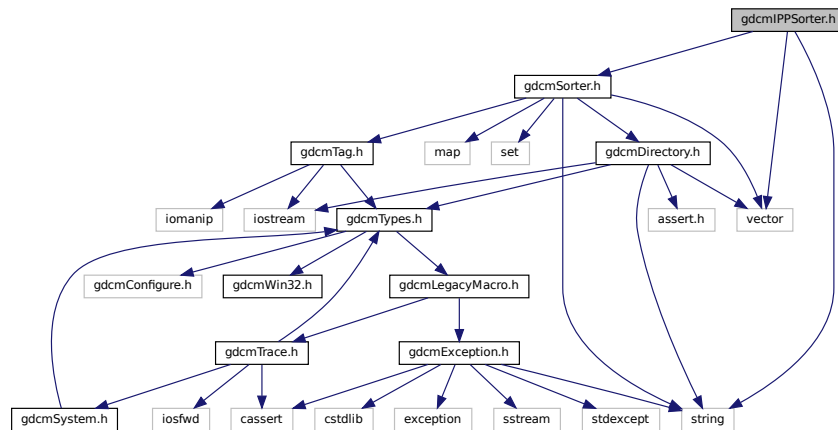 gdcmIPPSorter.h
gdcmSorter.h
gdcmTag.h
map
set
gdcmDirectory.h
iomanip
iostream
gdcmTypes.h
assert.h
vector
gdcmConfigure.h
gdcmWin32.h
gdcmLegacyMacro.h
gdcmTrace.h
gdcmException.h
gdcmSystem.h
iosfwd
cassert
cstdlib
exception
sstream
stdexcept
string